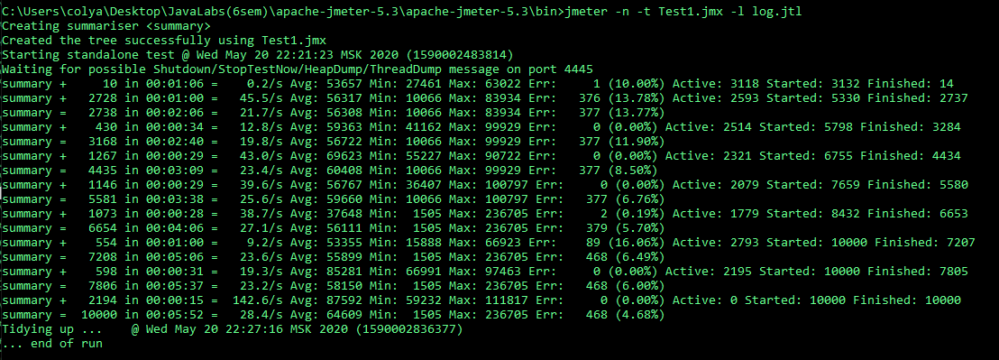 C:\Users\colya\Desktop\JavaLabs(6sem)\apache-jmeter-5.3\apache-jmeter-5.3\bin>jmeter -n -t Test1.jmx -l log.jtl
Creating summariser <summary>
Created the tree successfully using Test1.jmx
Starting standalone test @ Wed May 20 22:21:23 MSK 2020 (1590002483814)
Waiting for possible Shutdown/StopTestNow/HeapDump/ThreadDump message on port 4445
summary +     10 in 00:01:06 =    0.2/s Avg: 53657 Min: 27461 Max: 63022 Err:     1 (10.00%) Active: 3118 Started: 3132 Finished: 14
summary +   2728 in 00:01:00 =   45.5/s Avg: 56317 Min: 10066 Max: 83934 Err:   376 (13.78%) Active: 2593 Started: 5330 Finished: 2737
summary =   2738 in 00:02:06 =   21.7/s Avg: 56308 Min: 10066 Max: 83934 Err:   377 (13.77%)
summary +    430 in 00:00:34 =   12.8/s Avg: 59363 Min: 41162 Max: 99929 Err:     0 (0.00%) Active: 2514 Started: 5798 Finished: 3284
summary =   3168 in 00:02:40 =   19.8/s Avg: 56722 Min: 10066 Max: 99929 Err:   377 (11.90%)
summary +   1267 in 00:00:29 =   43.0/s Avg: 69623 Min: 55227 Max: 90722 Err:     0 (0.00%) Active: 2321 Started: 6755 Finished: 4434
summary =   4435 in 00:03:09 =   23.4/s Avg: 60408 Min: 10066 Max: 99929 Err:   377 (8.50%)
summary +   1146 in 00:00:29 =   39.6/s Avg: 56767 Min: 36407 Max: 100797 Err:     0 (0.00%) Active: 2079 Started: 7659 Finished: 5580
summary =   5581 in 00:03:38 =   25.6/s Avg: 59660 Min: 10066 Max: 100797 Err:   377 (6.76%)
summary +   1073 in 00:00:28 =   38.7/s Avg: 37648 Min:  1505 Max: 236705 Err:     2 (0.19%) Active: 1779 Started: 8432 Finished: 6653
summary =   6654 in 00:04:06 =   27.1/s Avg: 56111 Min:  1505 Max: 236705 Err:   379 (5.70%)
summary +    554 in 00:01:00 =    9.2/s Avg: 53355 Min: 15888 Max: 66923 Err:    89 (16.06%) Active: 2793 Started: 10000 Finished: 7207
summary =   7208 in 00:05:06 =   23.6/s Avg: 55899 Min:  1505 Max: 236705 Err:   468 (6.49%)
summary +    598 in 00:00:31 =   19.3/s Avg: 85281 Min: 66991 Max: 97463 Err:     0 (0.00%) Active: 2195 Started: 10000 Finished: 7805
summary =   7806 in 00:05:37 =   23.2/s Avg: 58150 Min:  1505 Max: 236705 Err:   468 (6.00%)
summary +   2194 in 00:00:15 =  142.6/s Avg: 87592 Min: 59232 Max: 111817 Err:     0 (0.00%) Active: 0 Started: 10000 Finished: 10000
summary =  10000 in 00:05:52 =   28.4/s Avg: 64609 Min:  1505 Max: 236705 Err:   468 (4.68%)
Tidying up ...    @ Wed May 20 22:27:16 MSK 2020 (1590002836377)
... end of run